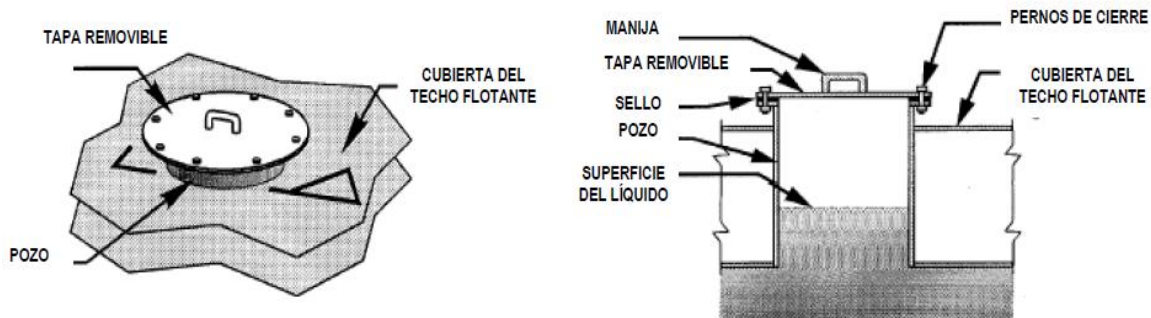 TAPA REMOVIBLE
CUBIERTA DEL
TECHO FLOTANTE
POZO
MANIJA
TAPA REMOVIBLE
SELLO
POZO
SUPERFICIE
DEL LÍQUIDO
PERNOS DE CIERRE
CUBIERTA DEL
TECHO FLOTANTE